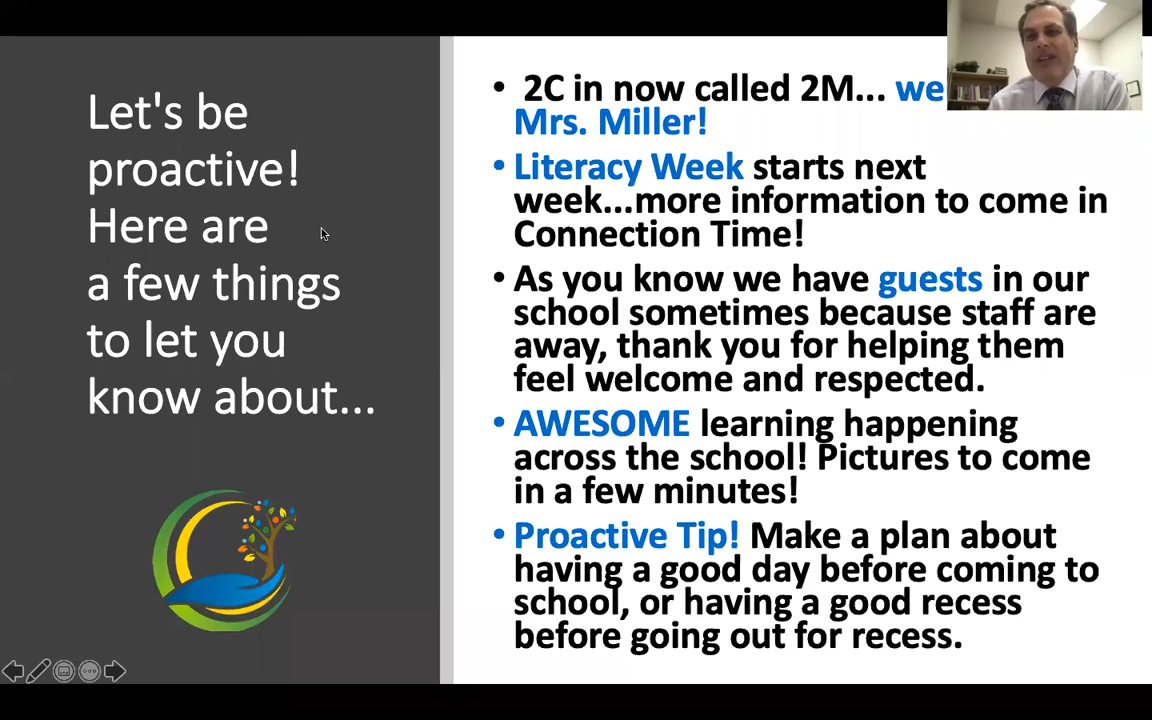 Let's be
proactive!
Here are
a few things
to let you
know about...
• 2C in now called 2M... we
Mrs. Miller!
• Literacy Week starts next
week...more information to come in
Connection Time!
• As you know we have guests in our
school sometimes because staff are
away, thank you for helping them
feel welcome and respected.
• AWESOME learning happening
across the school! Pictures to come
in a few minutes!
• Proactive Tip! Make a plan about
having a good day before coming to
school, or having a good recess
before going out for recess.